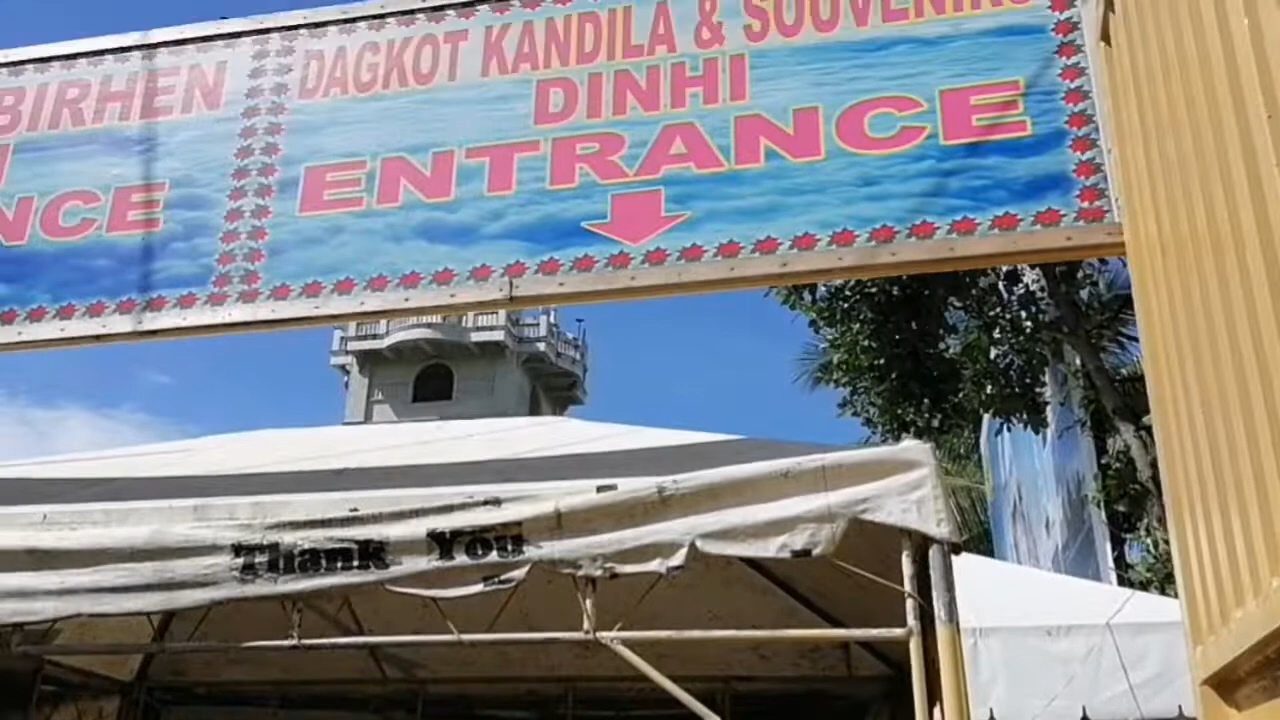 BIRHEN
NCE
DAGKOT KANDILA & SOUVENIRS
DINHI
ENTRANCE
Thank You